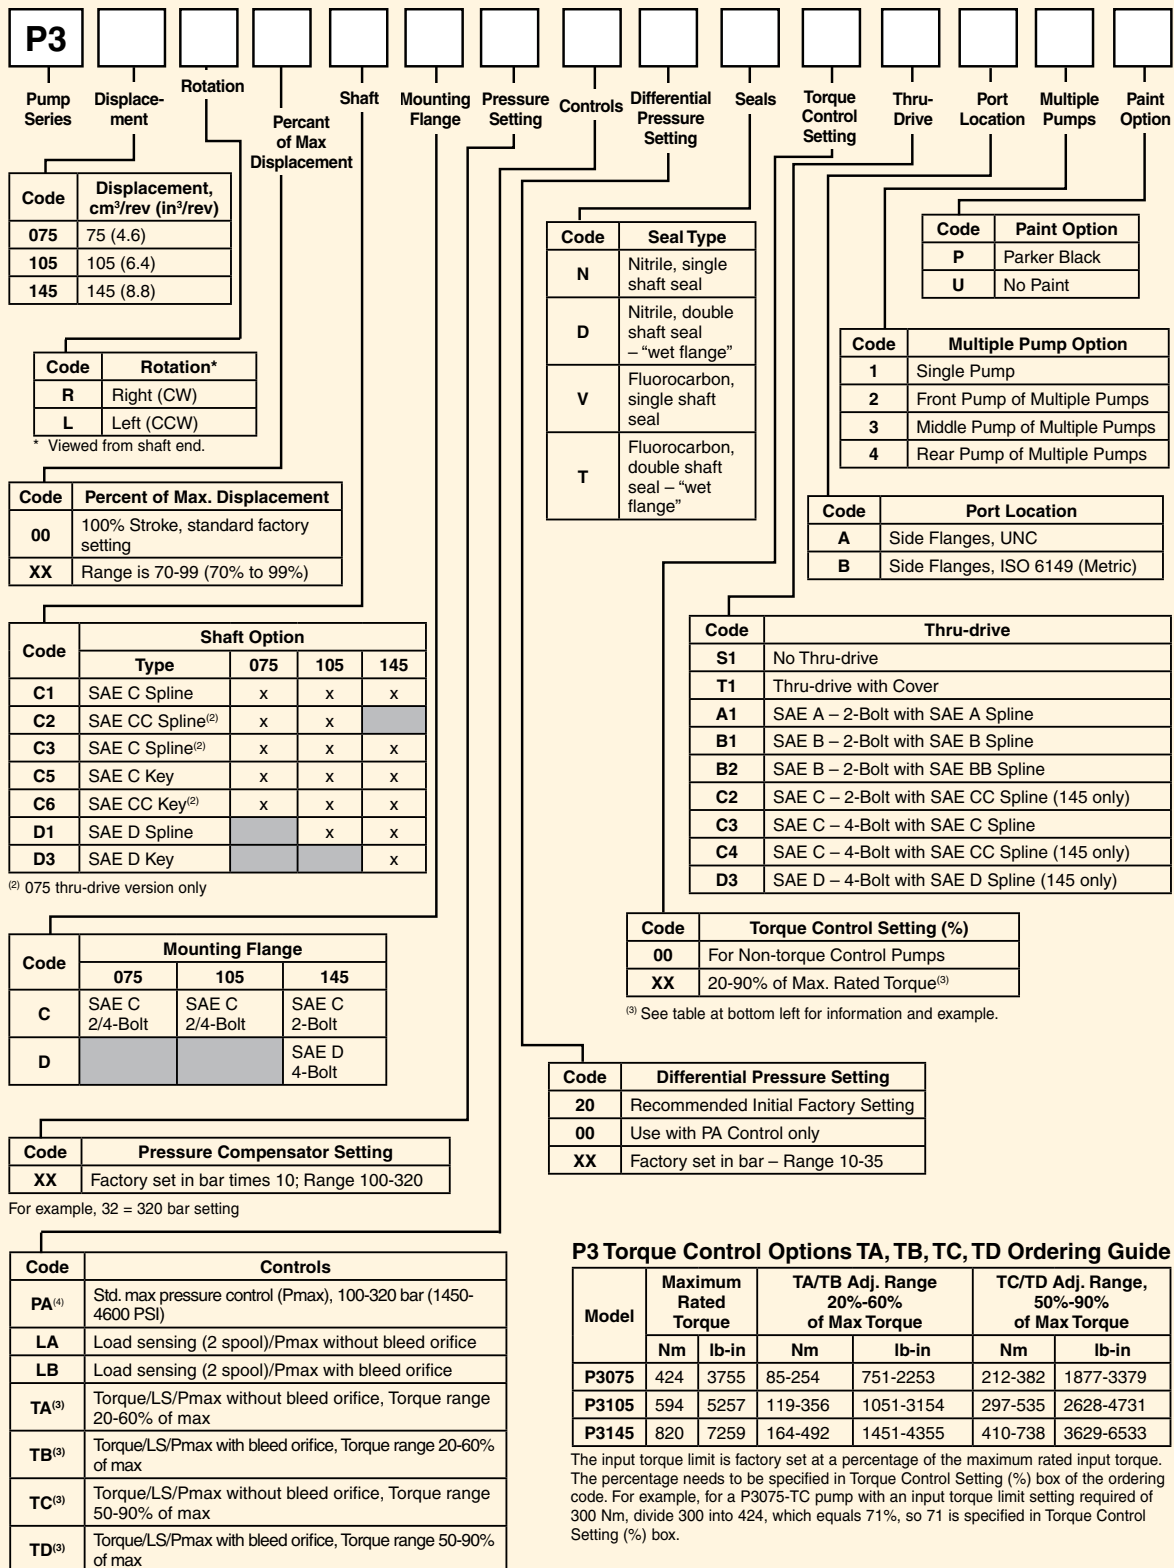 P3
Pump Series
Displace-ment
Rotation
Percent of Max Displacement
Shaft
Mounting Flange
Pressure Setting
Controls
Differential Pressure Setting
Seals
Torque Control Setting
Thru-Drive
Port Location
Multiple Pumps
Paint Option
Code Displacement, cm³/rev (in³/rev)
075 75 (4.6)
105 105 (6.4)
145 145 (8.8)
Code Rotation*
R Right (CW)
L Left (CCW)
* Viewed from shaft end.
Code Percent of Max. Displacement
00 100% Stroke, standard factory setting
XX Range is 70-99 (70% to 99%)
Code Shaft Option
Type 075 105 145
C1 SAE C Spline x x x
C2 SAE CC Spline(2) x x
C3 SAE C Spline(2) x x x
C5 SAE C Key x x x
C6 SAE CC Key(2) x x x
D1 SAE D Spline x x
D3 SAE D Key x
(2) 075 thru-drive version only
Code Mounting Flange
075 105 145
C SAE C 2/4-Bolt SAE C 2/4-Bolt SAE C 2-Bolt
D SAE D 4-Bolt
Code Pressure Compensator Setting
XX Factory set in bar times 10; Range 100-320
For example, 32 = 320 bar setting
Code Controls
PA(4) Std. max pressure control (Pmax), 100-320 bar (1450-4600 PSI)
LA Load sensing (2 spool)/Pmax without bleed orifice
LB Load sensing (2 spool)/Pmax with bleed orifice
TA(3) Torque/LS/Pmax without bleed orifice, Torque range 20-60% of max
TB(3) Torque/LS/Pmax with bleed orifice, Torque range 20-60% of max
TC(3) Torque/LS/Pmax without bleed orifice, Torque range 50-90% of max
TD(3) Torque/LS/Pmax with bleed orifice, Torque range 50-90% of max
Code Seal Type
N Nitrile, single shaft seal
D Nitrile, double shaft seal – “wet flange”
V Fluorocarbon, single shaft seal
T Fluorocarbon, double shaft seal – “wet flange”
Code Paint Option
P Parker Black
U No Paint
Code Multiple Pump Option
1 Single Pump
2 Front Pump of Multiple Pumps
3 Middle Pump of Multiple Pumps
4 Rear Pump of Multiple Pumps
Code Port Location
A Side Flanges, UNC
B Side Flanges, ISO 6149 (Metric)
Code Thru-drive
S1 No Thru-drive
T1 Thru-drive with Cover
A1 SAE A – 2-Bolt with SAE A Spline
B1 SAE B – 2-Bolt with SAE B Spline
B2 SAE B – 2-Bolt with SAE BB Spline
C2 SAE C – 2-Bolt with SAE CC Spline (145 only)
C3 SAE C – 4-Bolt with SAE C Spline
C4 SAE C – 4-Bolt with SAE CC Spline (145 only)
D3 SAE D – 4-Bolt with SAE D Spline (145 only)
Code Torque Control Setting (%)
00 For Non-torque Control Pumps
XX 20-90% of Max. Rated Torque(3)
(3) See table at bottom left for information and example.
Code Differential Pressure Setting
20 Recommended Initial Factory Setting
00 Use with PA Control only
XX Factory set in bar – Range 10-35
P3 Torque Control Options TA, TB, TC, TD Ordering Guide
Model Maximum Rated Torque TA/TB Adj. Range 20%-60% of Max Torque TC/TD Adj. Range, 50%-90% of Max Torque
Nm lb-in Nm lb-in Nm lb-in
P3075 424 3755 85-254 751-2253 212-382 1877-3379
P3105 594 5257 119-356 1051-3154 297-535 2628-4731
P3145 820 7259 164-492 1451-4355 410-738 3629-6533
The input torque limit is factory set at a percentage of the maximum rated input torque.
The percentage needs to be specified in Torque Control Setting (%) box of the ordering
code. For example, for a P3075-TC pump with an input torque limit setting required of
300 Nm, divide 300 into 424, which equals 71%, so 71 is specified in Torque Control
Setting (%) box.